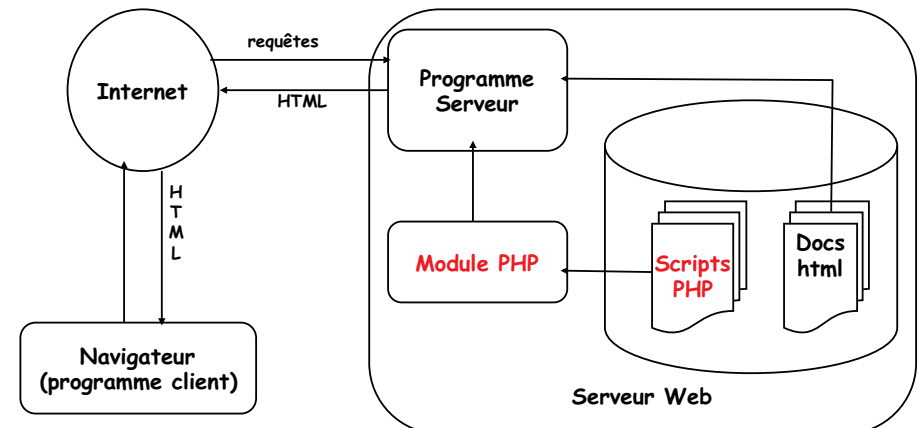 requêtes
Internet
HTML
Programme
Serveur
H
T
M
L
Module PHP
Scripts
PHP
Docs
html
Navigateur
(programme client)
Serveur Web